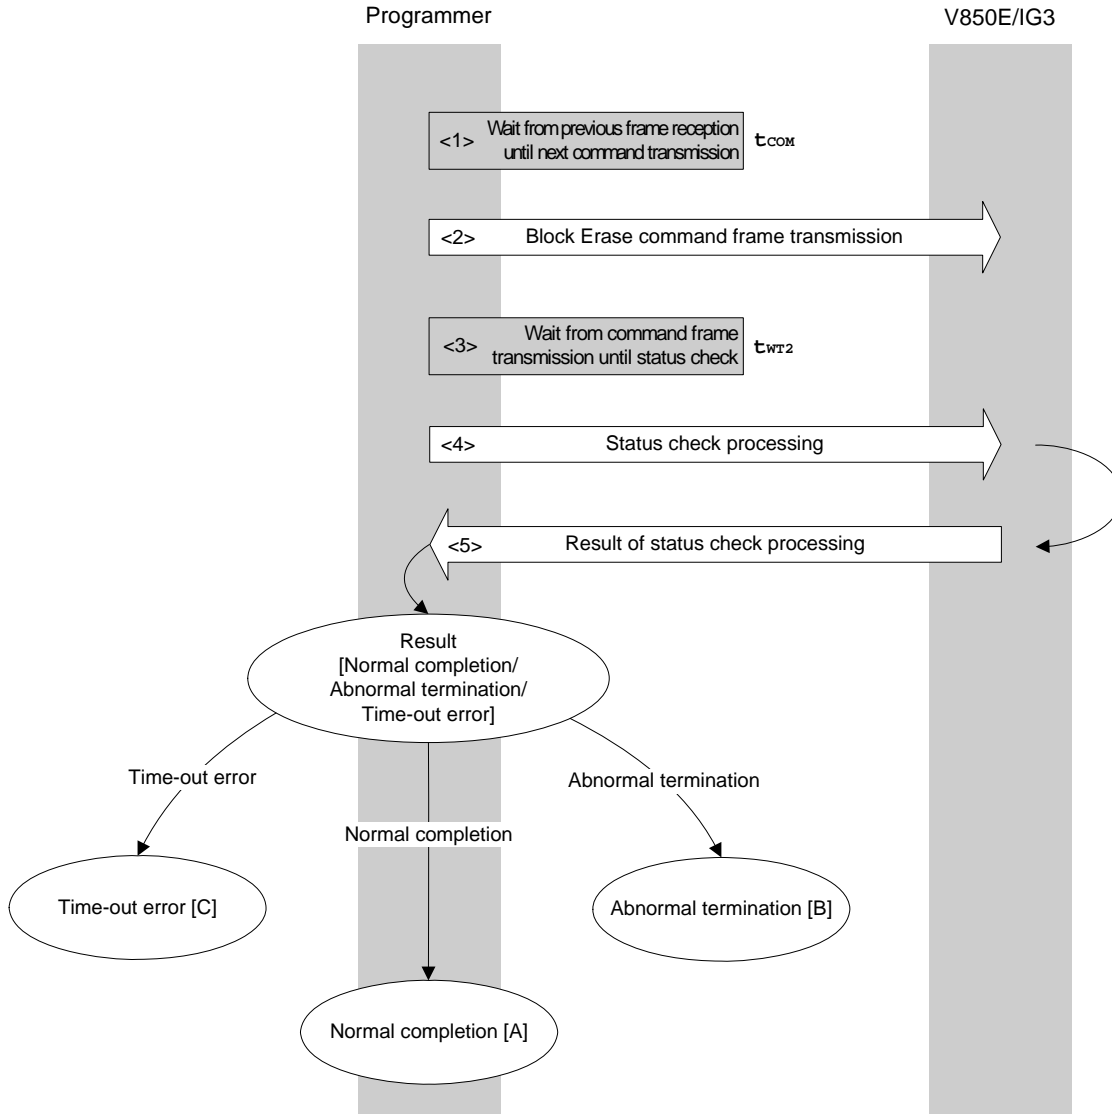 Programmer
V850E/IG3
<1> Wait from previous frame reception
until next command transmission
tCOM
<2> Block Erase command frame transmission
<3> Wait from command frame
transmission until status check
tWT2
<4> Status check processing
<5> Result of status check processing
Result
[Normal completion/
Abnormal termination/
Time-out error]
Time-out error
Abnormal termination
Normal completion
Time-out error [C]
Abnormal termination [B]
Normal completion [A]